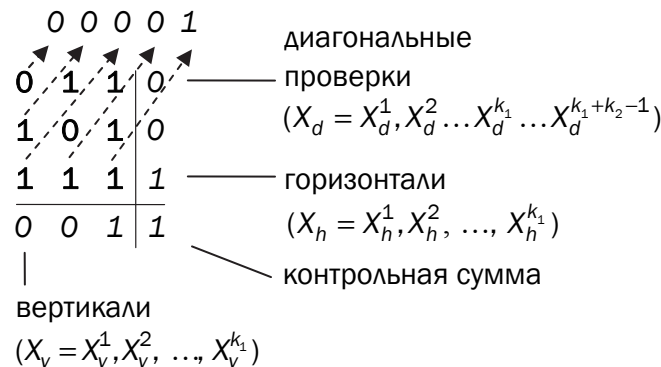 0 0 0 0 1
0 1 1 0
1 0 1 0
1 1 1 1
0 0 1 1
диагональные
проверки
(X_d = X_d^1, X_d^2 … X_d^{k_1} … X_d^{k_1+k_2−1})
горизонтали
(X_h = X_h^1, X_h^2, …, X_h^{k_1})
контрольная сумма
вертикали
(X_v = X_v^1, X_v^2, …, X_v^{k_1})